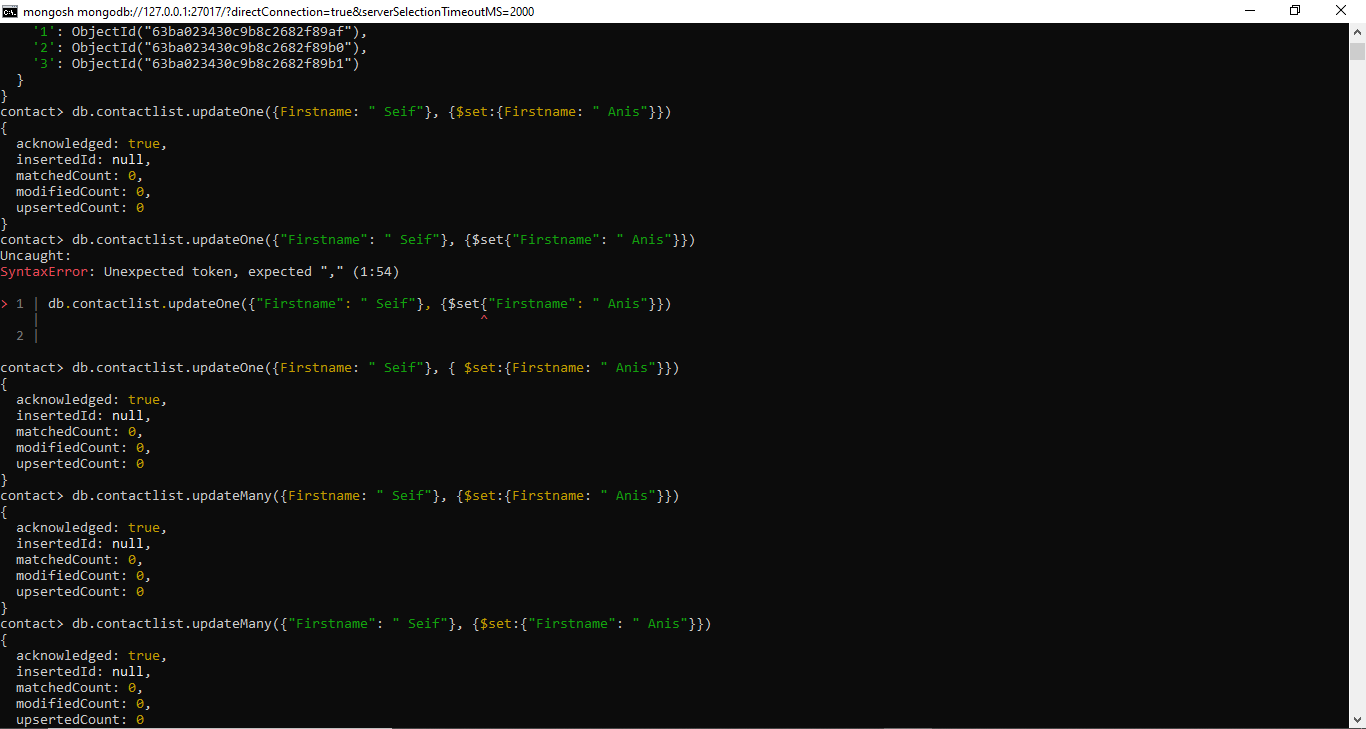 mongosh mongodb://127.0.0.1:27017/?directConnection=true&serverSelectionTimeoutMS=2000
    '1': ObjectId("63ba023430c9b8c2682f89af"),
    '2': ObjectId("63ba023430c9b8c2682f89b0"),
    '3': ObjectId("63ba023430c9b8c2682f89b1")
  }
}
contact> db.contactlist.updateOne({Firstname: " Seif"}, {$set:{Firstname: " Anis"}})
{
  acknowledged: true,
  insertedId: null,
  matchedCount: 0,
  modifiedCount: 0,
  upsertedCount: 0
}
contact> db.contactlist.updateOne({"Firstname": " Seif"}, {$set{"Firstname": " Anis"}})
Uncaught:
SyntaxError: Unexpected token, expected "," (1:54)
> 1 | db.contactlist.updateOne({"Firstname": " Seif"}, {$set{"Firstname": " Anis"}})
    |                                                       ^
  2 |
contact> db.contactlist.updateOne({Firstname: " Seif"}, { $set:{Firstname: " Anis"}})
{
  acknowledged: true,
  insertedId: null,
  matchedCount: 0,
  modifiedCount: 0,
  upsertedCount: 0
}
contact> db.contactlist.updateMany({Firstname: " Seif"}, {$set:{Firstname: " Anis"}})
{
  acknowledged: true,
  insertedId: null,
  matchedCount: 0,
  modifiedCount: 0,
  upsertedCount: 0
}
contact> db.contactlist.updateMany({"Firstname": " Seif"}, {$set:{"Firstname": " Anis"}})
{
  acknowledged: true,
  insertedId: null,
  matchedCount: 0,
  modifiedCount: 0,
  upsertedCount: 0